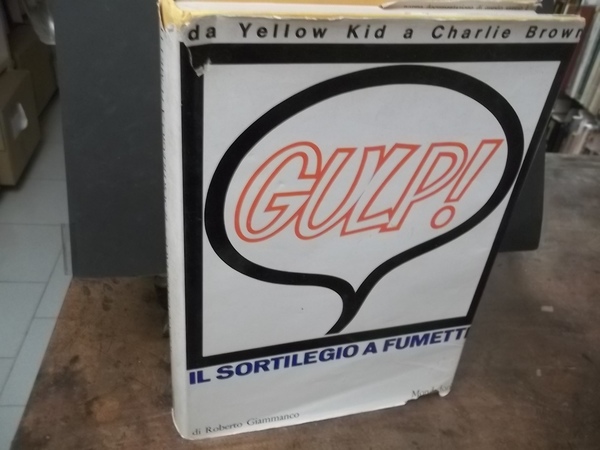 da Yellow Kid a Charlie Brown
GULP!
IL SORTILEGIO A FUMETTI
di Roberto Giammanco